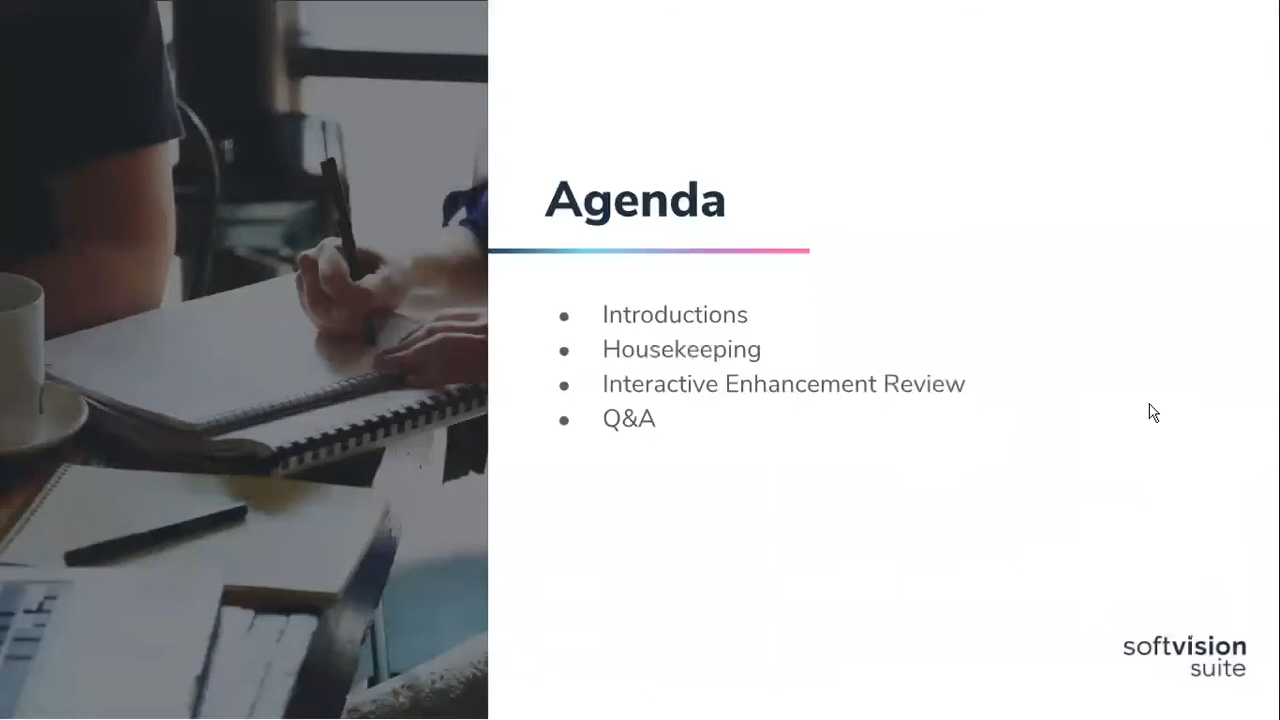 Agenda
● Introductions
● Housekeeping
● Interactive Enhancement Review
● Q&A
softvision
suite